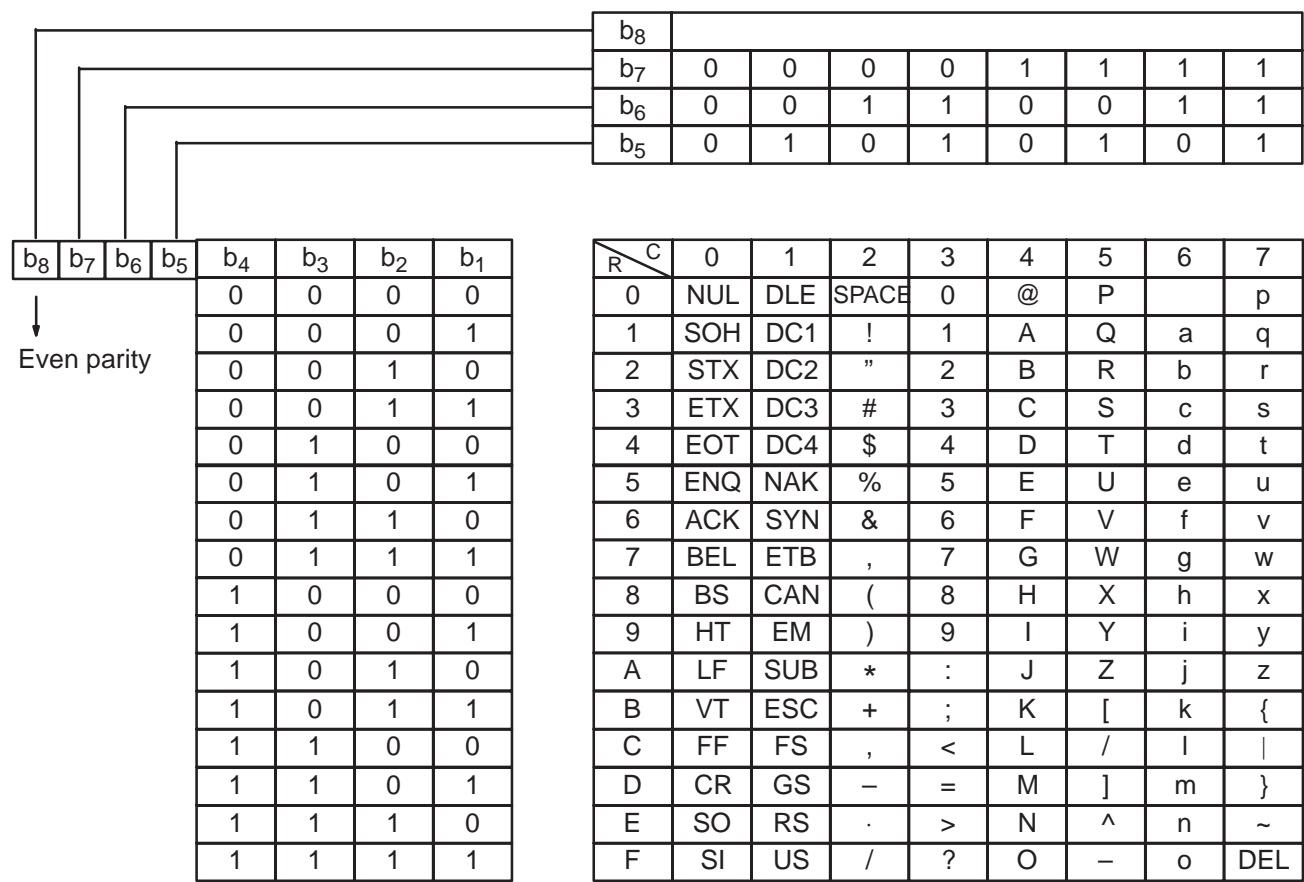 b8
b7 0 0 0 0 1 1 1 1
b6 0 0 1 1 0 0 1 1
b5 0 1 0 1 0 1 0 1
b8 b7 b6 b5 b4 b3 b2 b1 R C 0 1 2 3 4 5 6 7
0 0 0 0 0 NUL DLE SPACE 0 @ P p
0 0 0 1 1 SOH DC1 ! 1 A Q a q
Even parity
0 0 1 0 2 STX DC2 ” 2 B R b r
0 0 1 1 3 ETX DC3 # 3 C S c s
0 1 0 0 4 EOT DC4 $ 4 D T d t
0 1 0 1 5 ENQ NAK % 5 E U e u
0 1 1 0 6 ACK SYN & 6 F V f v
0 1 1 1 7 BEL ETB , 7 G W g w
1 0 0 0 8 BS CAN ( 8 H X h x
1 0 0 1 9 HT EM ) 9 I Y i y
1 0 1 0 A LF SUB * : J Z j z
1 0 1 1 B VT ESC + ; K [ k {
1 1 0 0 C FF FS , < L / l |
1 1 0 1 D CR GS – = M ] m }
1 1 1 0 E SO RS · > N ^ n ~
1 1 1 1 F SI US / ? O – o DEL